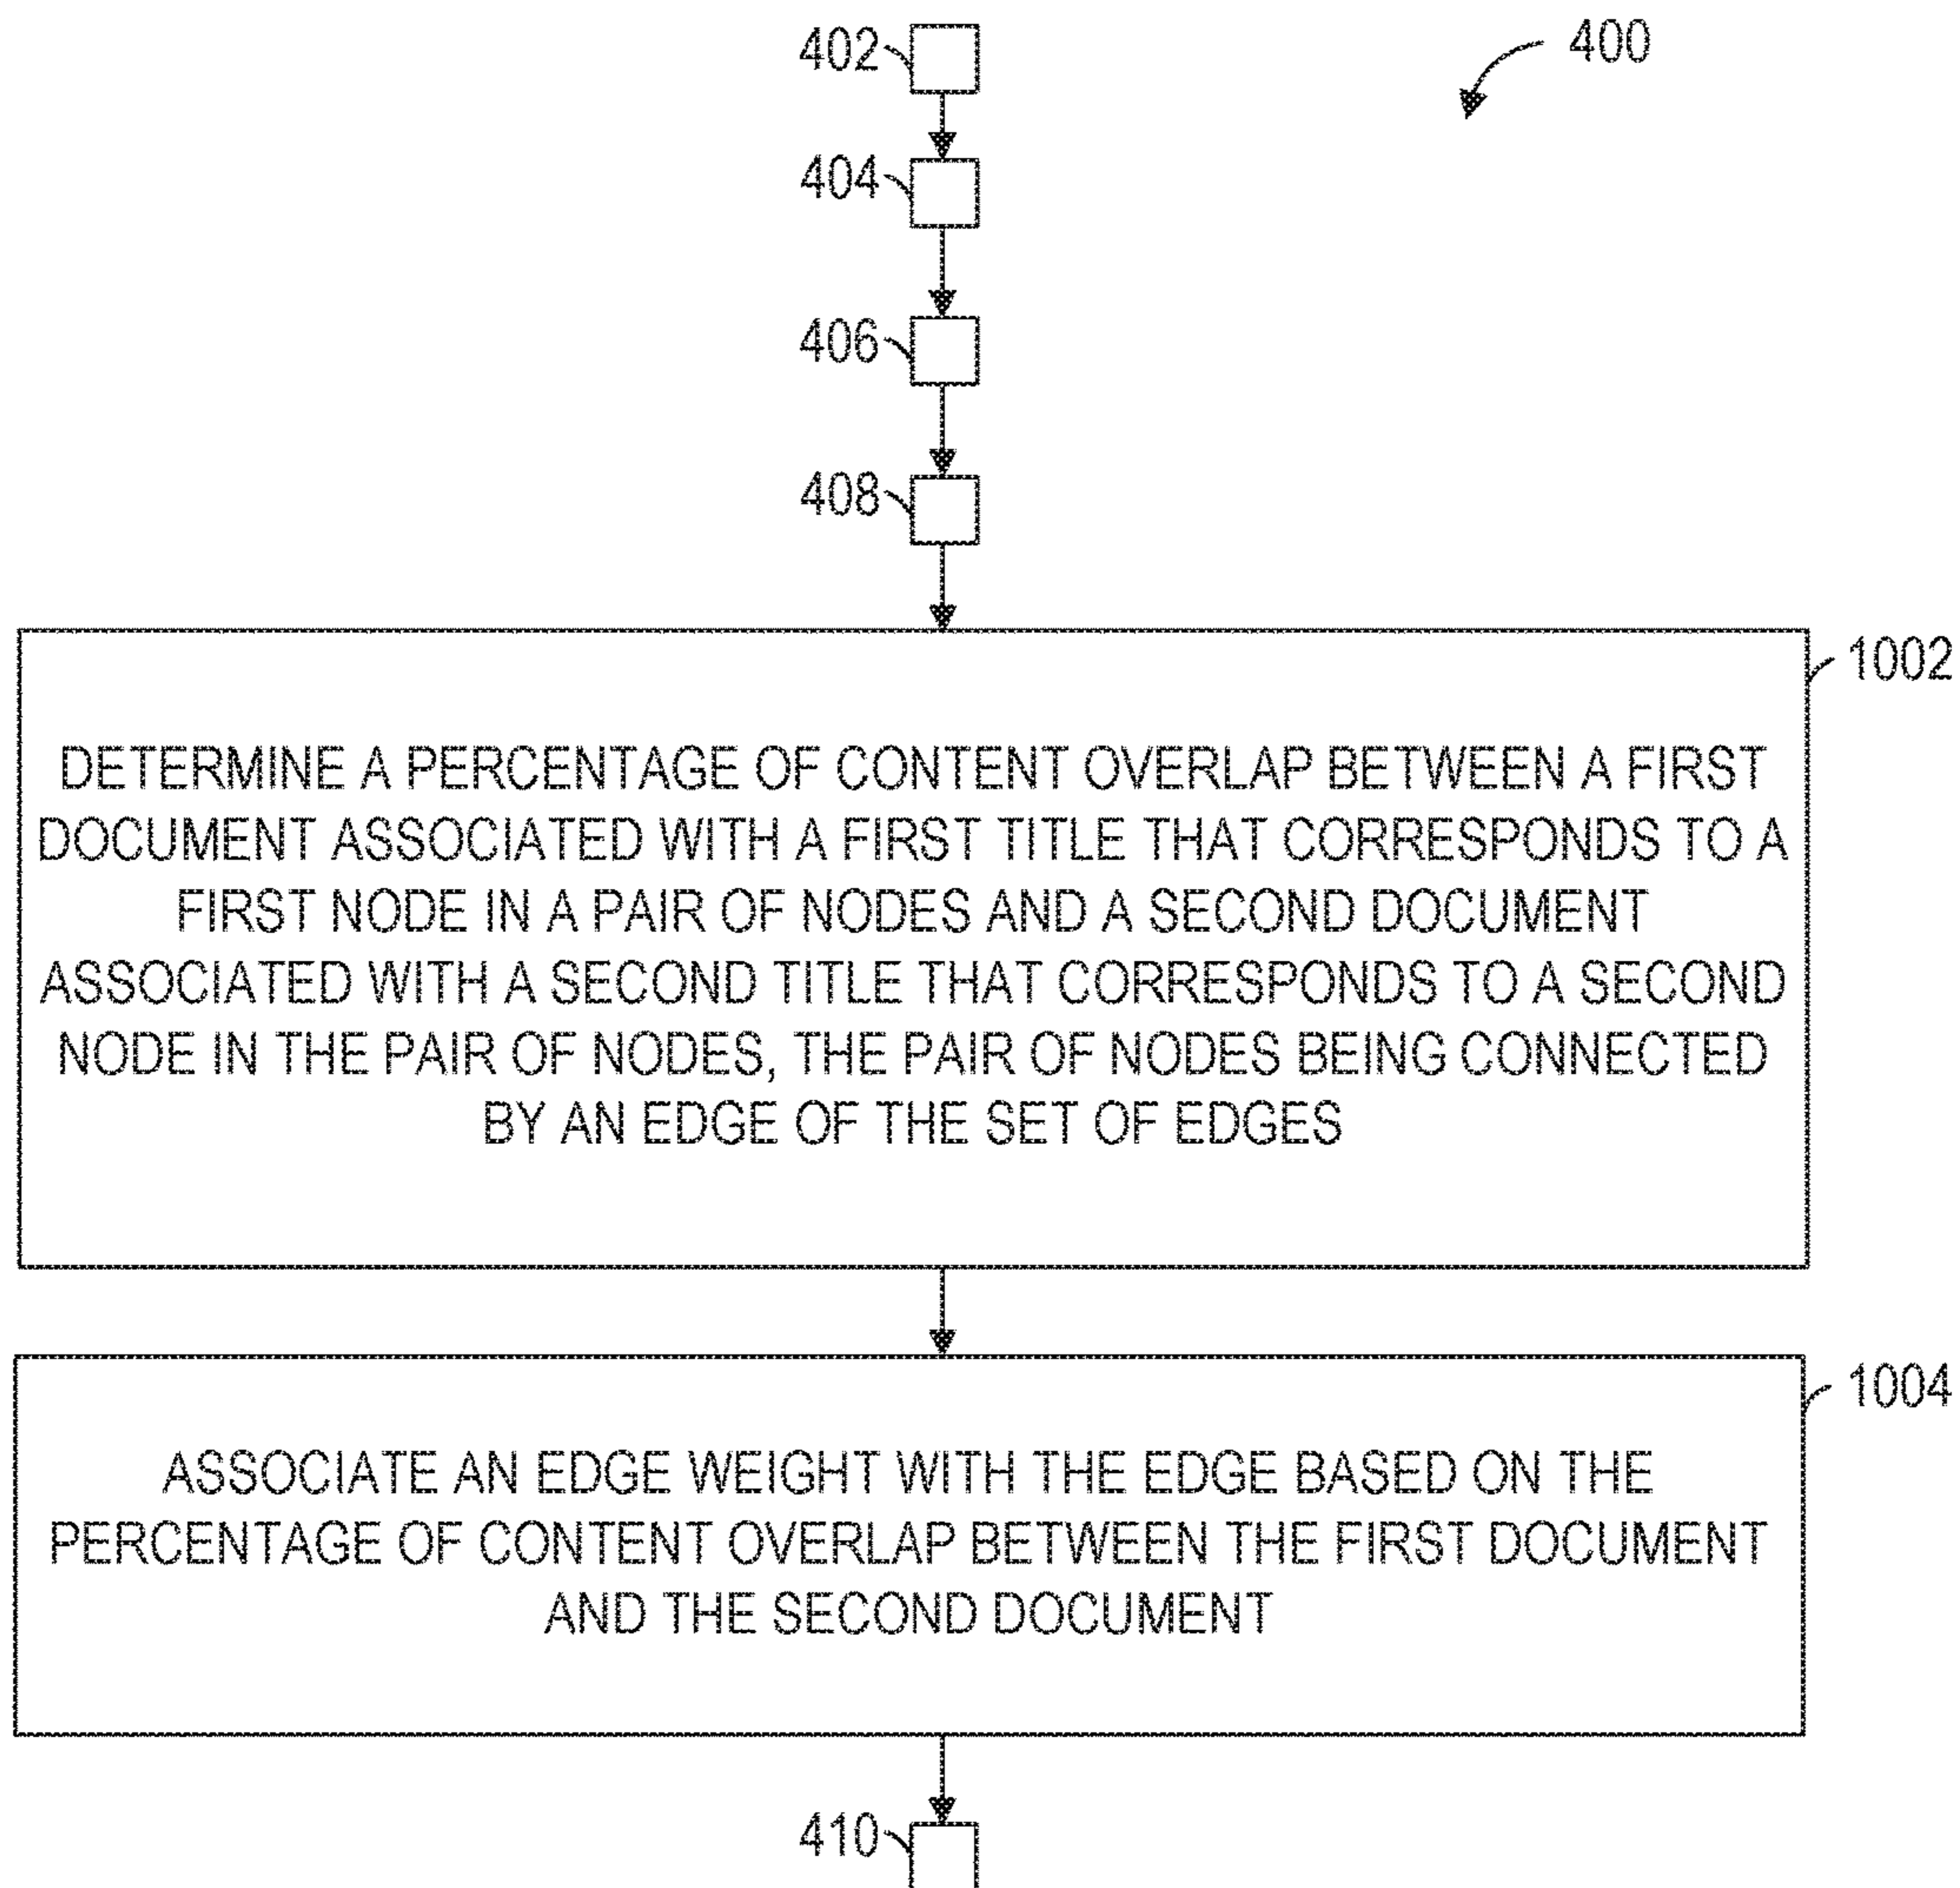 402
400
404
406
408
1002
DETERMINE A PERCENTAGE OF CONTENT OVERLAP BETWEEN A FIRST
DOCUMENT ASSOCIATED WITH A FIRST TITLE THAT CORRESPONDS TO A
FIRST NODE IN A PAIR OF NODES AND A SECOND DOCUMENT
ASSOCIATED WITH A SECOND TITLE THAT CORRESPONDS TO A SECOND
NODE IN THE PAIR OF NODES, THE PAIR OF NODES BEING CONNECTED
BY AN EDGE OF THE SET OF EDGES
1004
ASSOCIATE AN EDGE WEIGHT WITH THE EDGE BASED ON THE
PERCENTAGE OF CONTENT OVERLAP BETWEEN THE FIRST DOCUMENT
AND THE SECOND DOCUMENT
410